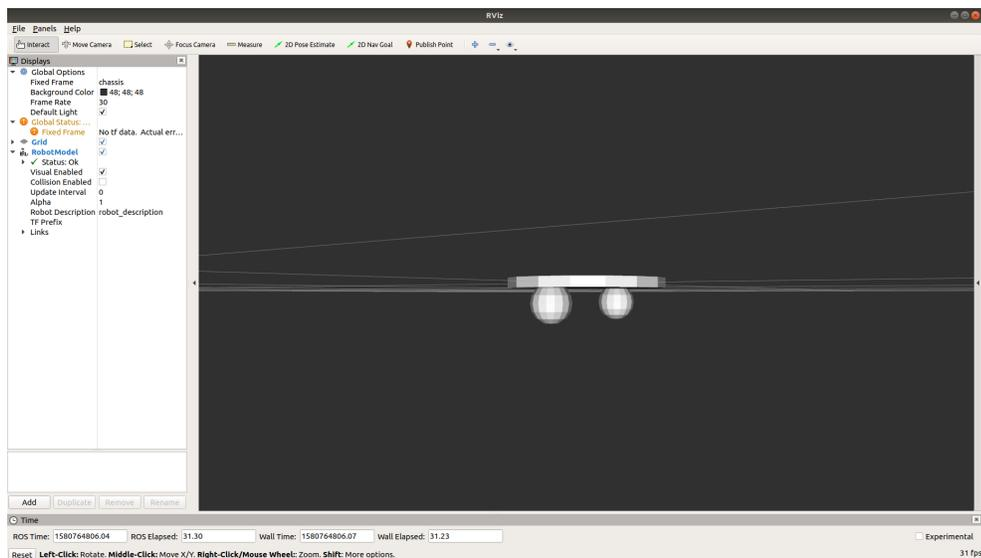 RViz
File Panels Help
Interact Move Camera Select Focus Camera Measure 2D Pose Estimate 2D Nav Goal Publish Point
Displays
Global Options
Fixed Frame chassis
Background Color 48; 48; 48
Frame Rate 30
Default Light
Global Status:...
Fixed Frame No tf data. Actual err...
Grid
RobotModel
Status: Ok
Visual Enabled
Collision Enabled
Update Interval 0
Alpha 1
Robot Description robot_description
TF Prefix
Links
Add Duplicate Remove Rename
Time
ROS Time: 1580764806.04 ROS Elapsed: 31.30 Wall Time: 1580764806.07 Wall Elapsed: 31.23 Experimental
Reset Left-Click: Rotate. Middle-Click: Move X/Y. Right-Click/Mouse Wheel:: Zoom. Shift: More options. 31 fps